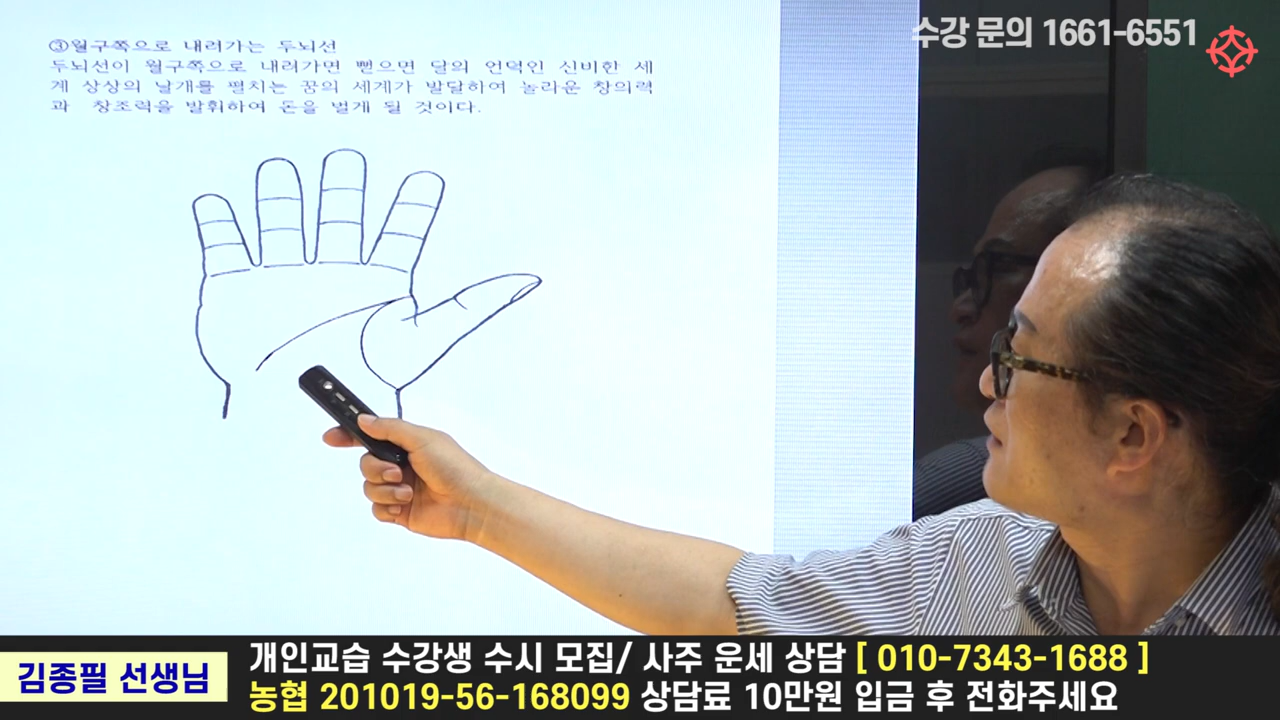 수강 문의 1661-6551
③월구쪽으로 내려가는 두뇌선
두뇌선이 월구쪽으로 내려가면 뻗으면 달의 언덕인 신비한 세
계 상상의 날개를 펼치는 꿈의 세계가 발달하여 놀라운 창의력
과 창조력을 발휘하여 돈을 벌게 될 것이다.
김종필 선생님
개인교습 수강생 수시 모집/ 사주 운세 상담 [ 010-7343-1688 ]
농협 201019-56-168099 상담료 10만원 입금 후 전화주세요